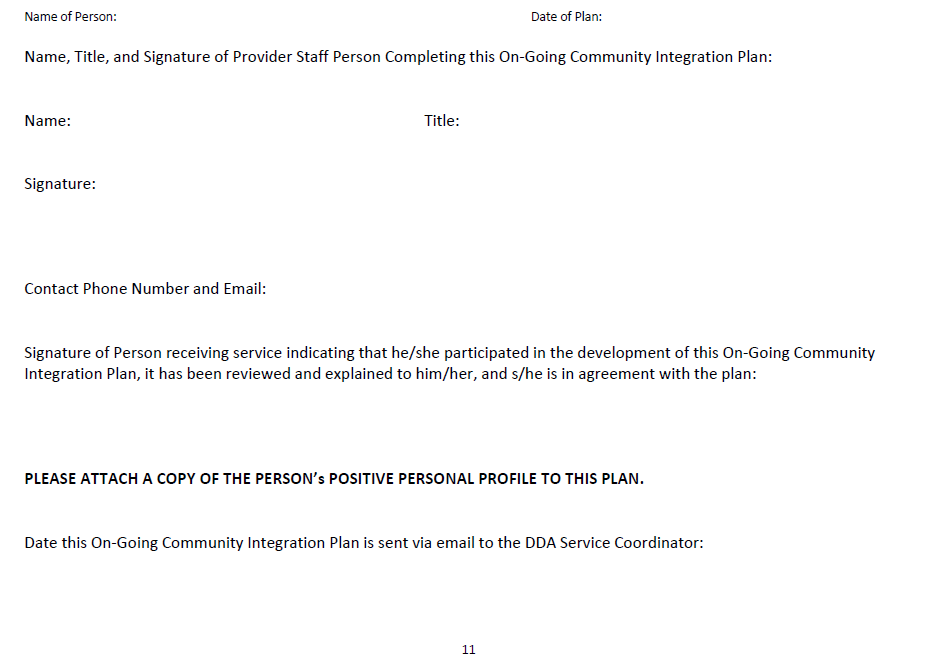 Name of Person: Date of Plan:
Name, Title, and Signature of Provider Staff Person Completing this On-Going Community Integration Plan:
Name: Title:
Signature:
Contact Phone Number and Email:
Signature of Person receiving service indicating that he/she participated in the development of this On-Going Community
Integration Plan, it has been reviewed and explained to him/her, and s/he is in agreement with the plan:
PLEASE ATTACH A COPY OF THE PERSON’s POSITIVE PERSONAL PROFILE TO THIS PLAN.
Date this On-Going Community Integration Plan is sent via email to the DDA Service Coordinator:
11